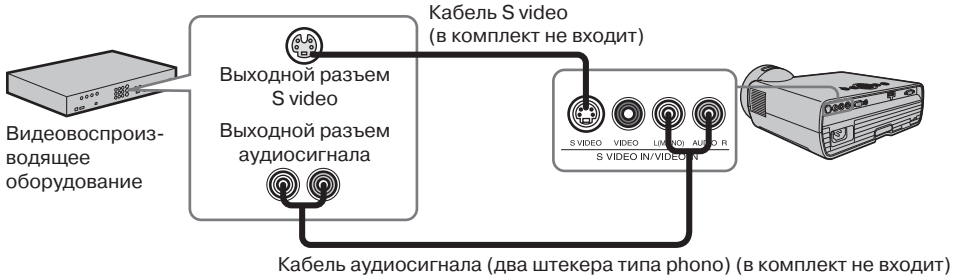 Кабель S video
(в комплект не входит)
Выходной разъем
S video
Выходной разъем
аудиосигнала
Видеовоспроиз-
водящее
оборудование
S VIDEO VIDEO L(MONO) AUDIO R
S VIDEO IN/VIDEO IN
Кабель аудиосигнала (два штекера типа phono) (в комплект не входит)